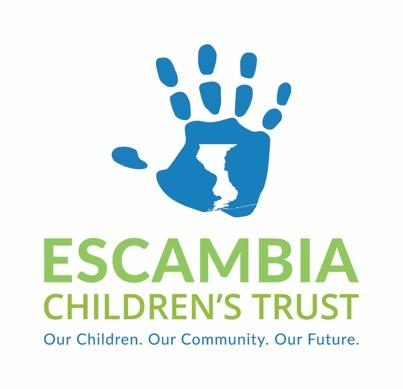 ESCAMBIA
CHILDREN'S TRUST
Our Children. Our Community. Our Future.